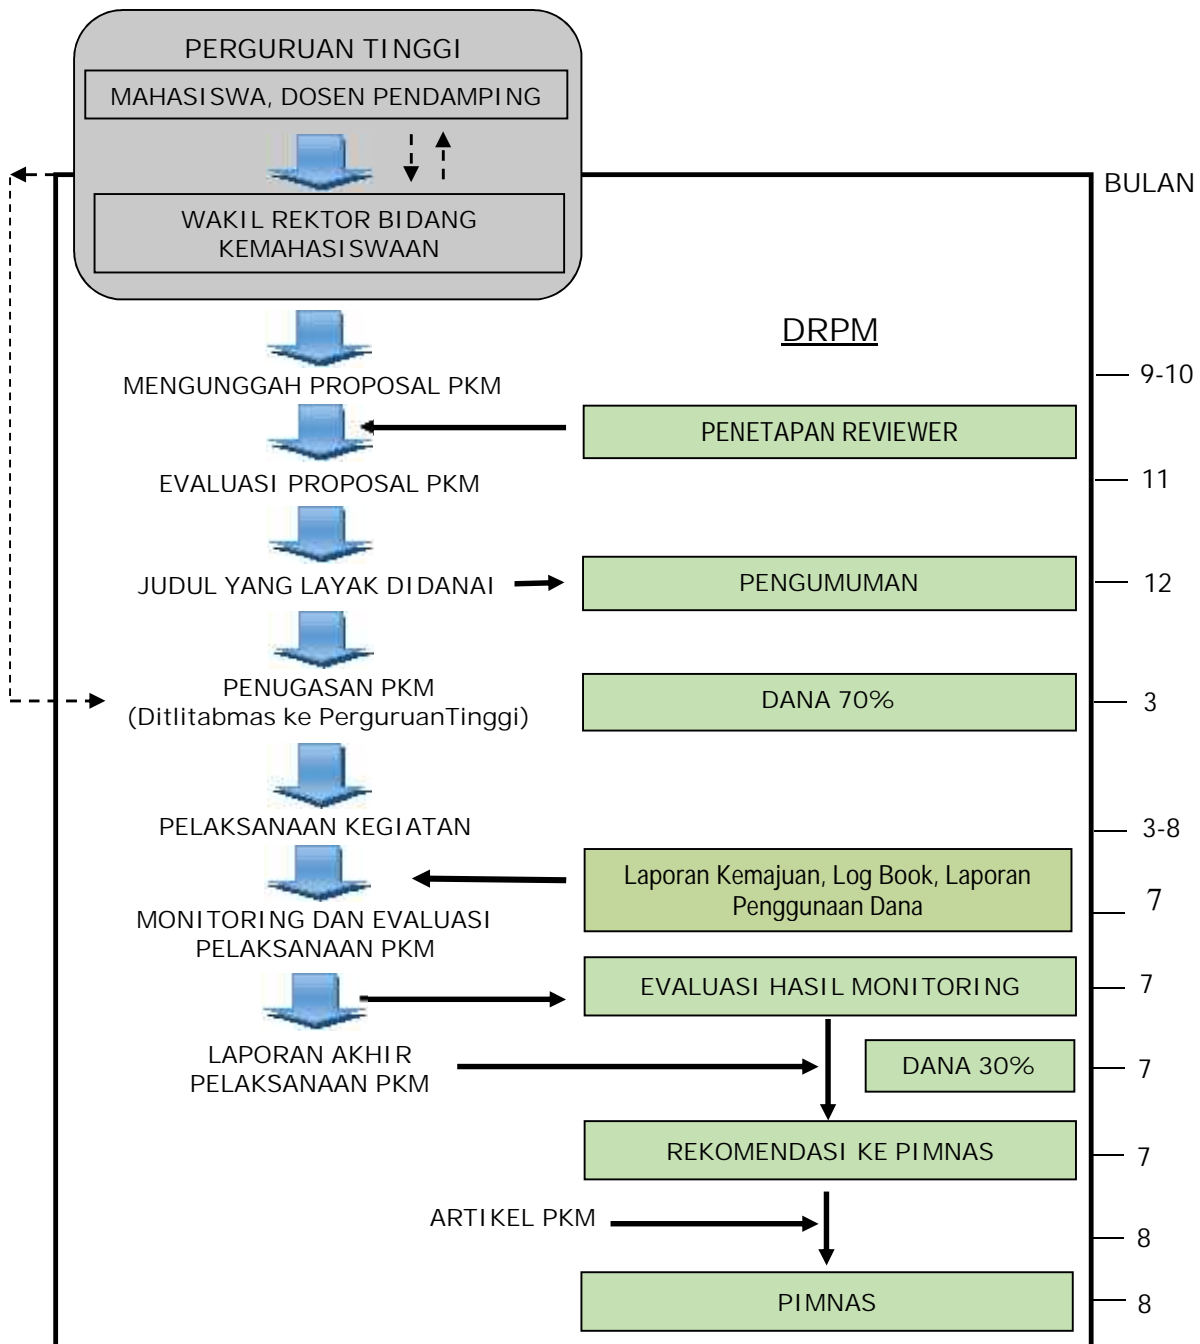 PERGURUAN TINGGI
MAHASISWA, DOSEN PENDAMPING
WAKIL REKTOR BIDANG
KEMAHASISWAAN
BULAN
DRPM
MENGUNGGAH PROPOSAL PKM
9-10
PENETAPAN REVIEWER
EVALUASI PROPOSAL PKM
11
JUDUL YANG LAYAK DIDANAI
PENGUMUMAN
12
PENUGASAN PKM
(Ditlitabmas ke PerguruanTinggi)
DANA 70%
3
PELAKSANAAN KEGIATAN
3-8
Laporan Kemajuan, Log Book, Laporan
Penggunaan Dana
7
MONITORING DAN EVALUASI
PELAKSANAAN PKM
EVALUASI HASIL MONITORING
7
LAPORAN AKHIR
PELAKSANAAN PKM
DANA 30%
7
REKOMENDASI KE PIMNAS
7
ARTIKEL PKM
8
PIMNAS
8